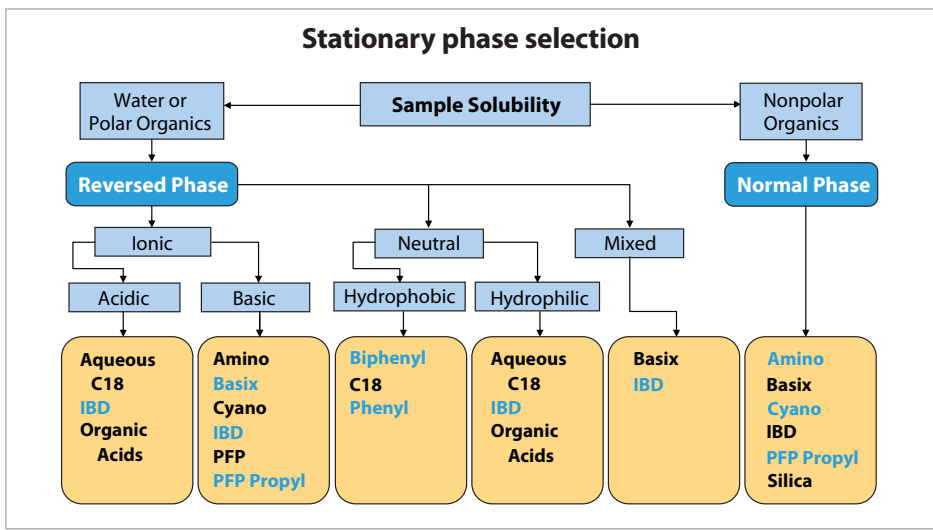 Stationary phase selection
Water or
Polar Organics
Sample Solubility
Nonpolar
Organics
Reversed Phase
Normal Phase
Ionic
Neutral
Mixed
Acidic
Basic
Hydrophobic
Hydrophilic
Aqueous
C18
IBD
Organic
Acids
Amino
Basix
Cyano
IBD
PFP
PFP Propyl
Biphenyl
C18
Phenyl
Aqueous
C18
IBD
Organic
Acids
Basix
IBD
Amino
Basix
Cyano
IBD
PFP Propyl
Silica